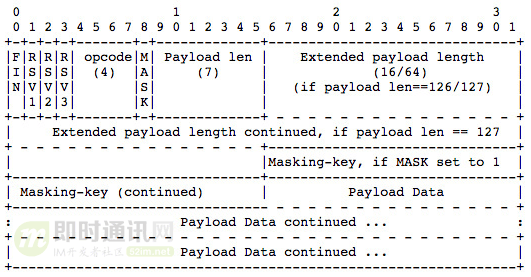 0 1 2 3
0 1 2 3 4 5 6 7 8 9 0 1 2 3 4 5 6 7 8 9 0 1 2 3 4 5 6 7 8 9 0 1
+-+-+-+-+-------+-+-------------+-------------------------------+
|F|R|R|R| opcode|M| Payload len | Extended payload length |
|I|S|S|S| (4) |A| (7) | (16/64) |
|N|V|V|V| |S| | (if payload len==126/127) |
| |1|2|3| |K| | |
+-+-+-+-+-------+-+-------------+ - - - - - - - - - - - - - - - +
| Extended payload length continued, if payload len == 127 |
+ - - - - - - - - - - - - - - - +-------------------------------+
| |Masking-key, if MASK set to 1 |
+-------------------------------+-------------------------------+
| Masking-key (continued) | Payload Data |
+-------------------------------- - - - - - - - - - - - - - - - +
: Payload Data continued ... :
+ - - - - - - - - - - - - - - - - - - - - - - - - - - - - - - - +
| Payload Data continued ... |
+---------------------------------------------------------------+
即时通讯网
IM开发者社区 52im.net